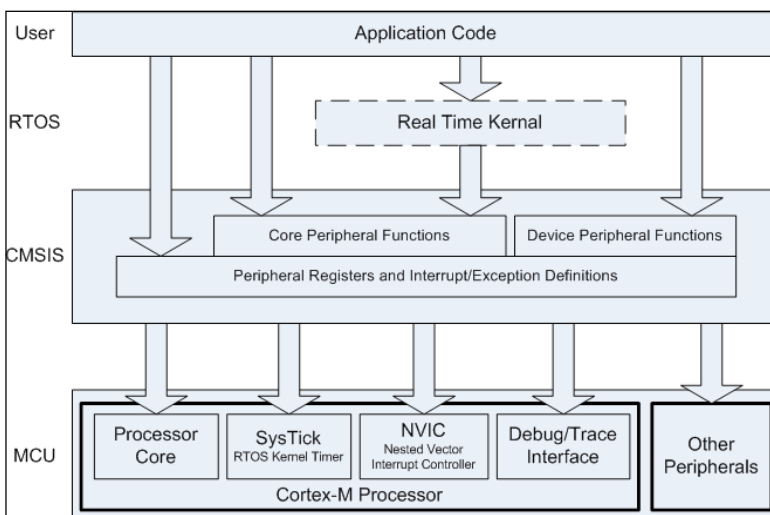 User
Application Code
RTOS
Real Time Kernal
CMSIS
Core Peripheral Functions
Device Peripheral Functions
Peripheral Registers and Interrupt/Exception Definitions
MCU
Processor
Core
SysTick
RTOS Kernel Timer
NVIC
Nested Vector
Interrupt Controller
Debug/Trace
Interface
Other
Peripherals
Cortex-M Processor